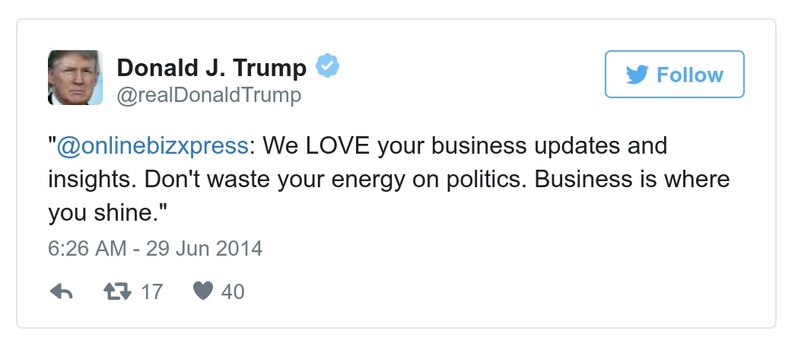 Donald J. Trump
@realDonaldTrump
Follow
"@onlinebizxpress: We LOVE your business updates and
insights. Don't waste your energy on politics. Business is where
you shine."
6:26 AM - 29 Jun 2014
17 40